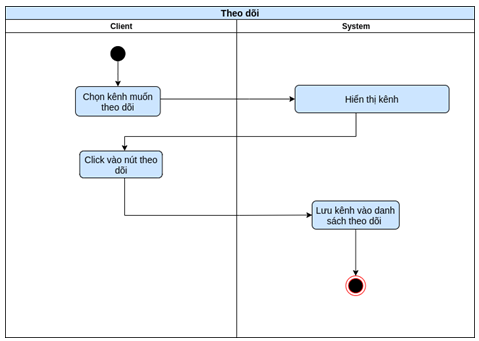 Theo dõi
Client
System
Chọn kênh muốn
theo dõi
Hiển thị kênh
Click vào nút theo
dõi
Lưu kênh vào danh
sách theo dõi